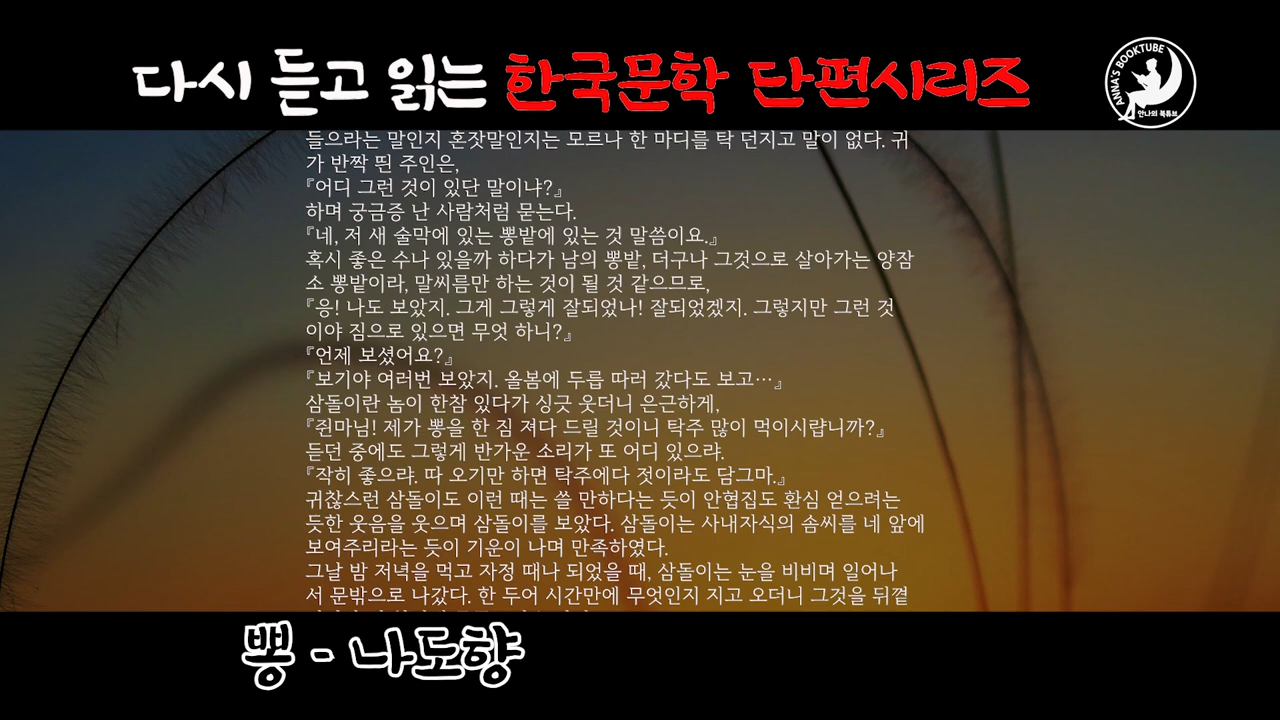 다시 듣고 읽는 한국문학 단편시리즈
ANNA'S BOOKTUBE
안나의 북튜브
들으라는 말인지 혼잣말인지는 모르나 한 마디를 탁 던지고 말이 없다. 귀
가 반짝 띈 주인은,
『어디 그런 것이 있단 말이냐?』
하며 궁금증 난 사람처럼 묻는다.
『네, 저 새 술막에 있는 뽕밭에 있는 것 말씀이요.』
혹시 좋은 수나 있을까 하다가 남의 뽕밭, 더구나 그것으로 살아가는 양잠
소 뽕밭이라, 말씨름만 하는 것이 될 것 같으므로,
『응! 나도 보았지. 그게 그렇게 잘되었나! 잘되었겠지. 그렇지만 그런 것
이야 짐으로 있으면 무엇 하니?』
『언제 보셨어요?』
『보기야 여러번 보았지. 올봄에 두릅 따러 갔다도 보고…』
삼돌이란 놈이 한참 있다가 싱긋 웃더니 은근하게,
『쥔마님! 제가 뽕을 한 짐 져다 드릴 것이니 탁주 많이 먹이시럅니까?』
듣던 중에도 그렇게 반가운 소리가 또 어디 있으랴.
『작히 좋으랴. 따 오기만 하면 탁주에다 젓이라도 담그마.』
귀찮스런 삼돌이도 이런 때는 쓸 만하다는 듯이 안협집도 환심 얻으려는
듯한 웃음을 웃으며 삼돌이를 보았다. 삼돌이는 사내자식의 솜씨를 네 앞에
보여주리라는 듯이 기운이 나며 만족하였다.
그날 밤 저녁을 먹고 자정 때나 되었을 때, 삼돌이는 눈을 비비며 일어나
서 문밖으로 나갔다. 한 두어 시간만에 무엇인지 지고 오더니 그것을 뒤꼍
뽕 - 나도향